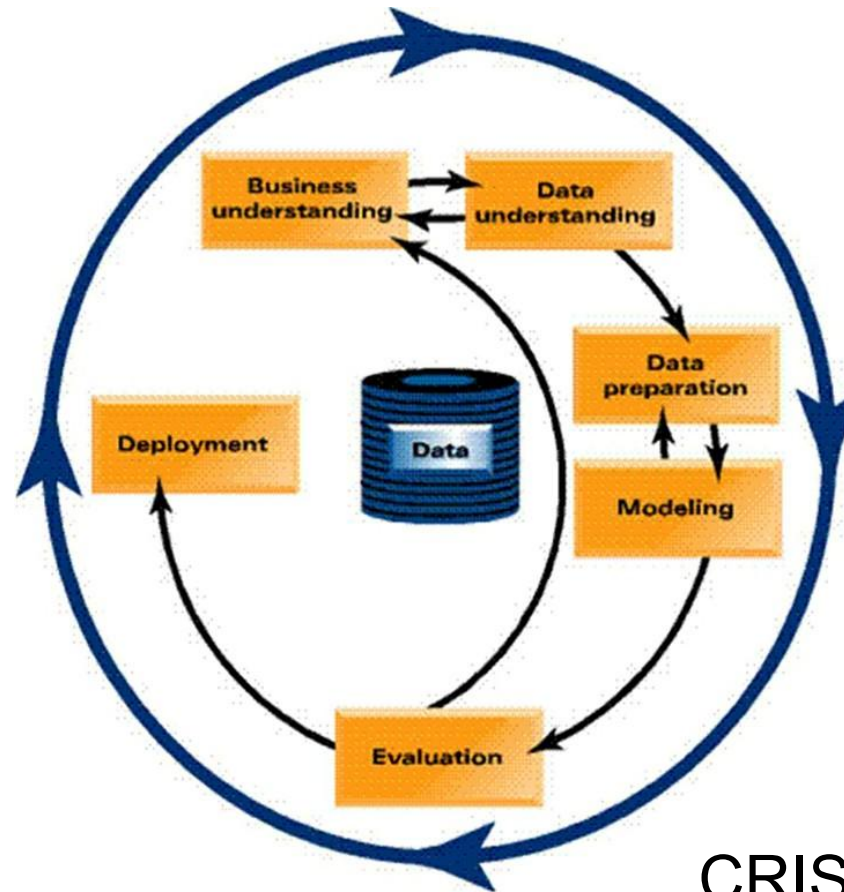 Business
understanding
Data
understanding
Data
preparation
Modeling
Evaluation
Deployment
Data
CRIS